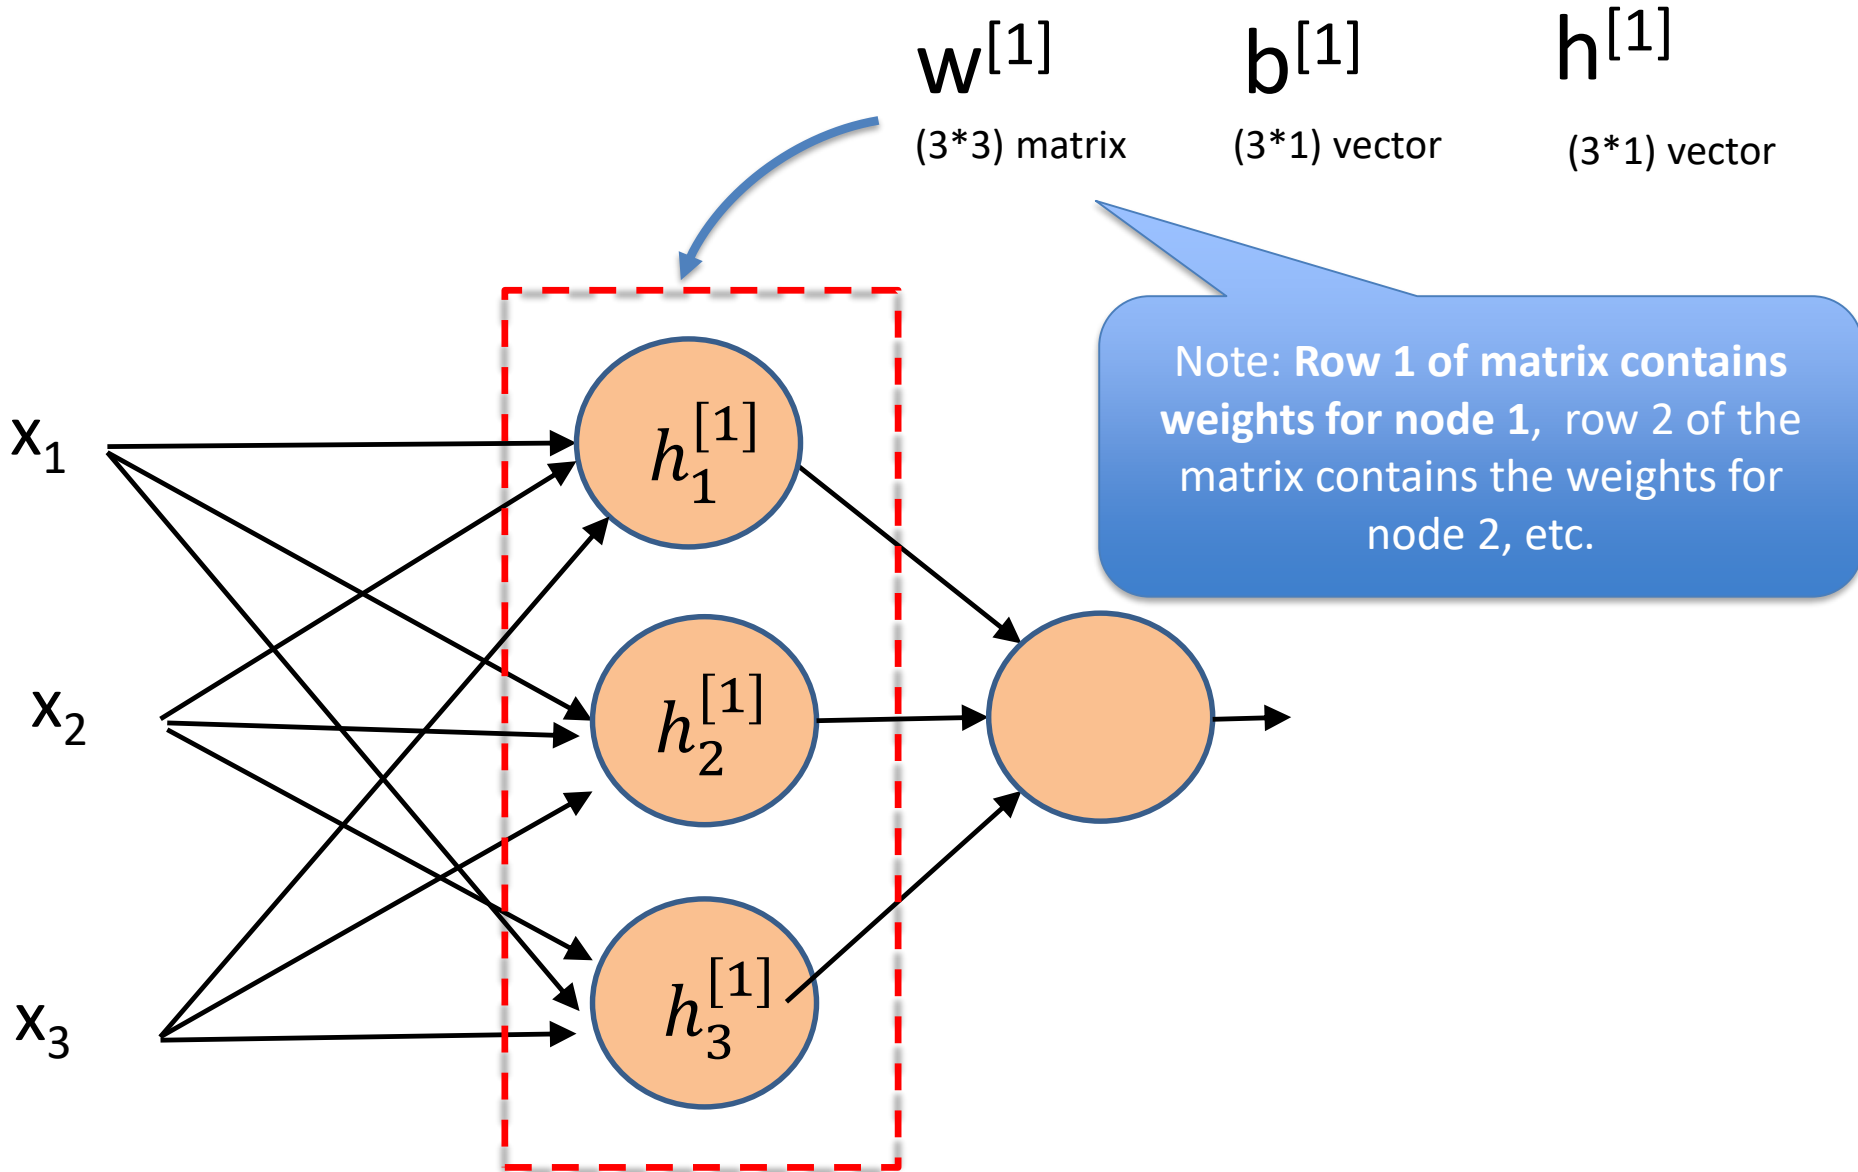 w[1] b[1] h[1]
(3*3) matrix (3*1) vector (3*1) vector
Note: Row 1 of matrix contains
weights for node 1, row 2 of the
matrix contains the weights for
node 2, etc.
x1
h1[1]
x2
h2[1]
x3
h3[1]